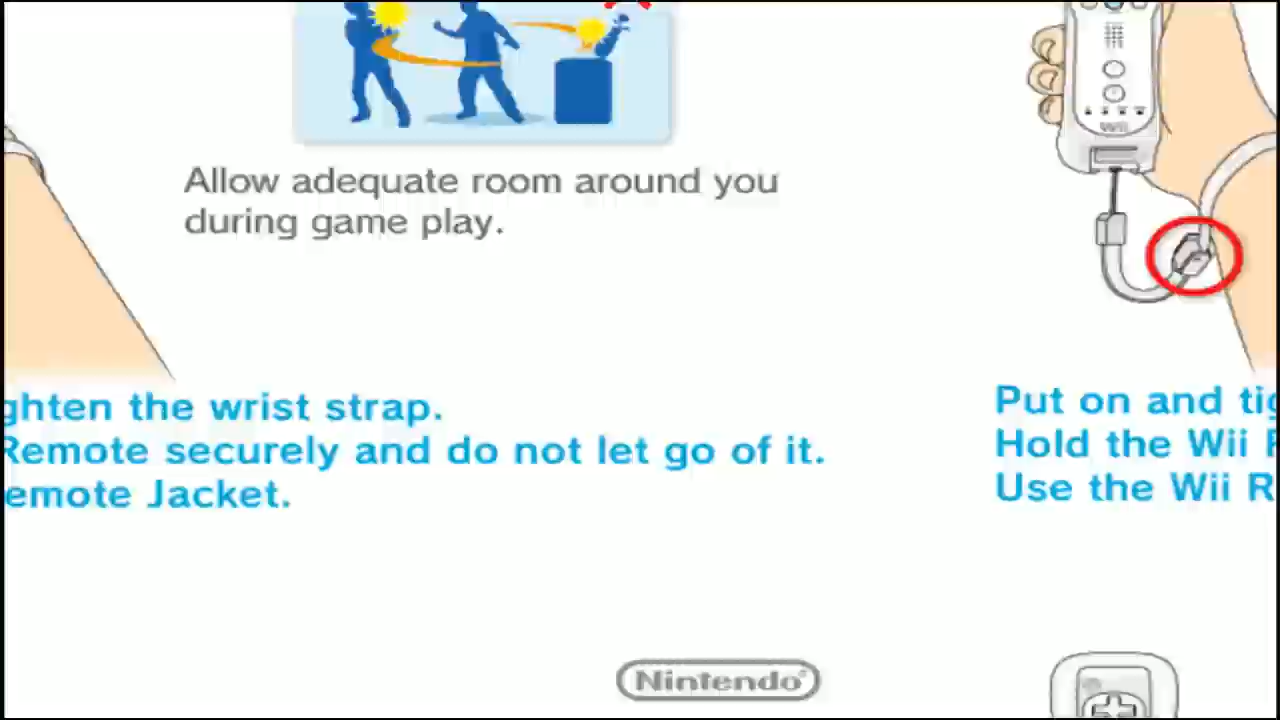 Wii
Allow adequate room around you
during game play.
ghten the wrist strap.
Remote securely and do not let go of it.
emote Jacket.
Put on and tig
Hold the Wii R
Use the Wii R
Nintendo